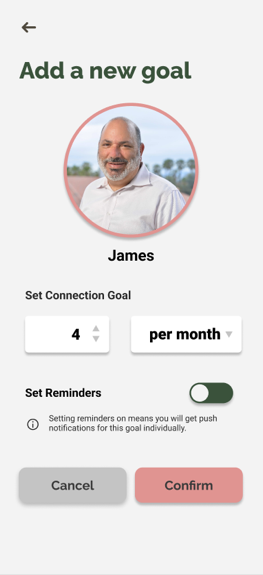 Add a new goal
James
Set Connection Goal
4 per month
Set Reminders
Setting reminders on means you will get push
notifications for this goal individually.
Cancel Confirm